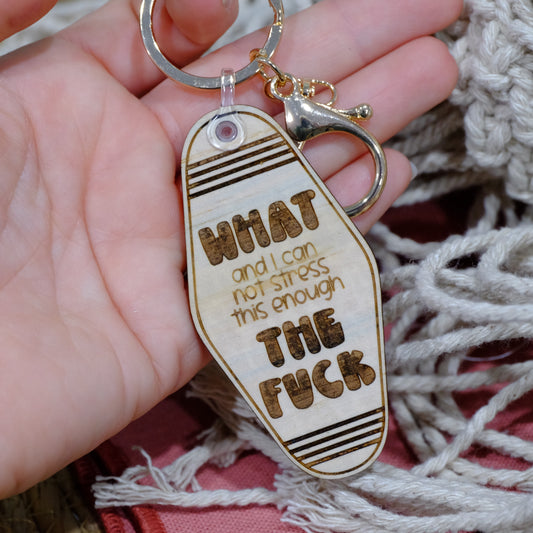 WHAT
and I can
not stress
this enough
THE
FUCK